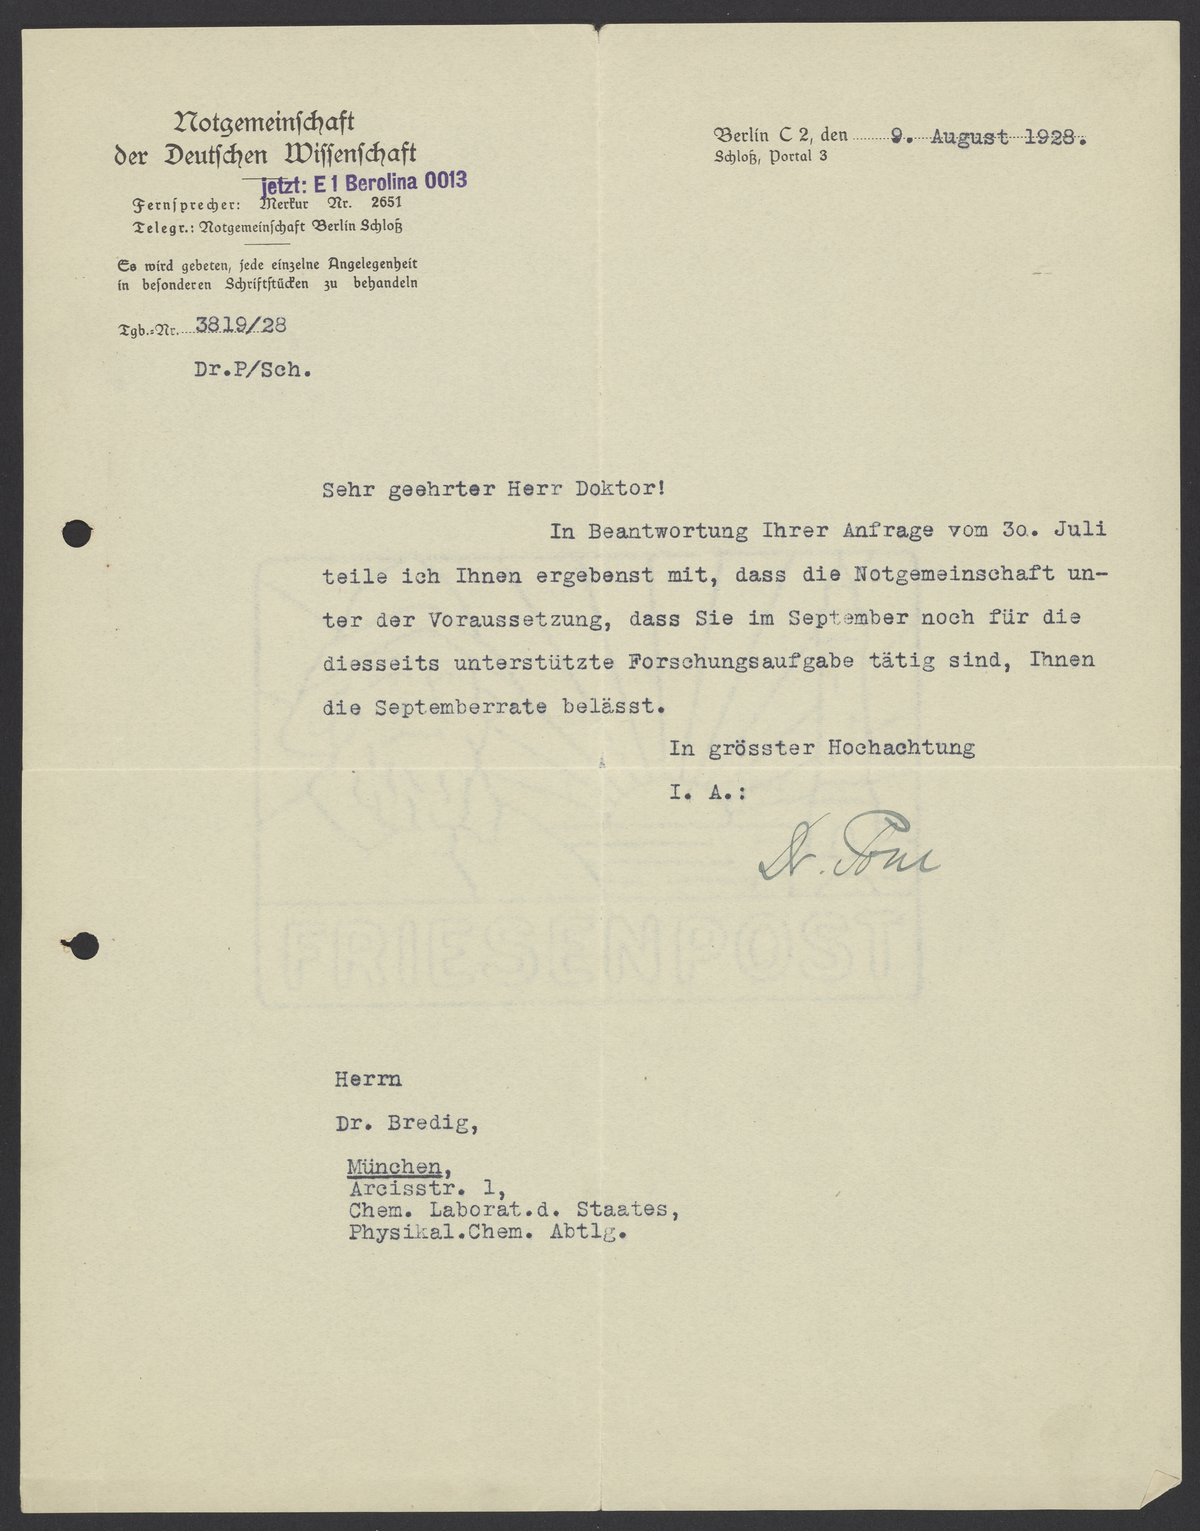 Notgemeinschaft
der Deutschen Wissenschaft
jetzt: E 1 Berolina 0013
Fernsprecher: Merkur Nr. 2651
Telegr.: Notgemeinschaft Berlin Schloß
Es wird gebeten, jede einzelne Angelegenheit
in besonderen Schriftstücken zu behandeln
Tgb.-Nr. 3819/28
Dr.P/Sch.
Berlin C 2, den 9. August 1928.
Schloß, Portal 3
Sehr geehrter Herr Doktor!
In Beantwortung Ihrer Anfrage vom 30. Juli
teile ich Ihnen ergebenst mit, dass die Notgemeinschaft un-
ter der Voraussetzung, dass Sie im September noch für die
diesseits unterstützte Forschungsaufgabe tätig sind, Ihnen
die Septemberrate belässt.
In grösster Hochachtung
I. A.:
Dr.
FRIESENPOST
Herrn
Dr. Bredig,
München,
Arcisstr. 1,
Chem. Laborat.d. Staates,
Physikal.Chem. Abtlg.